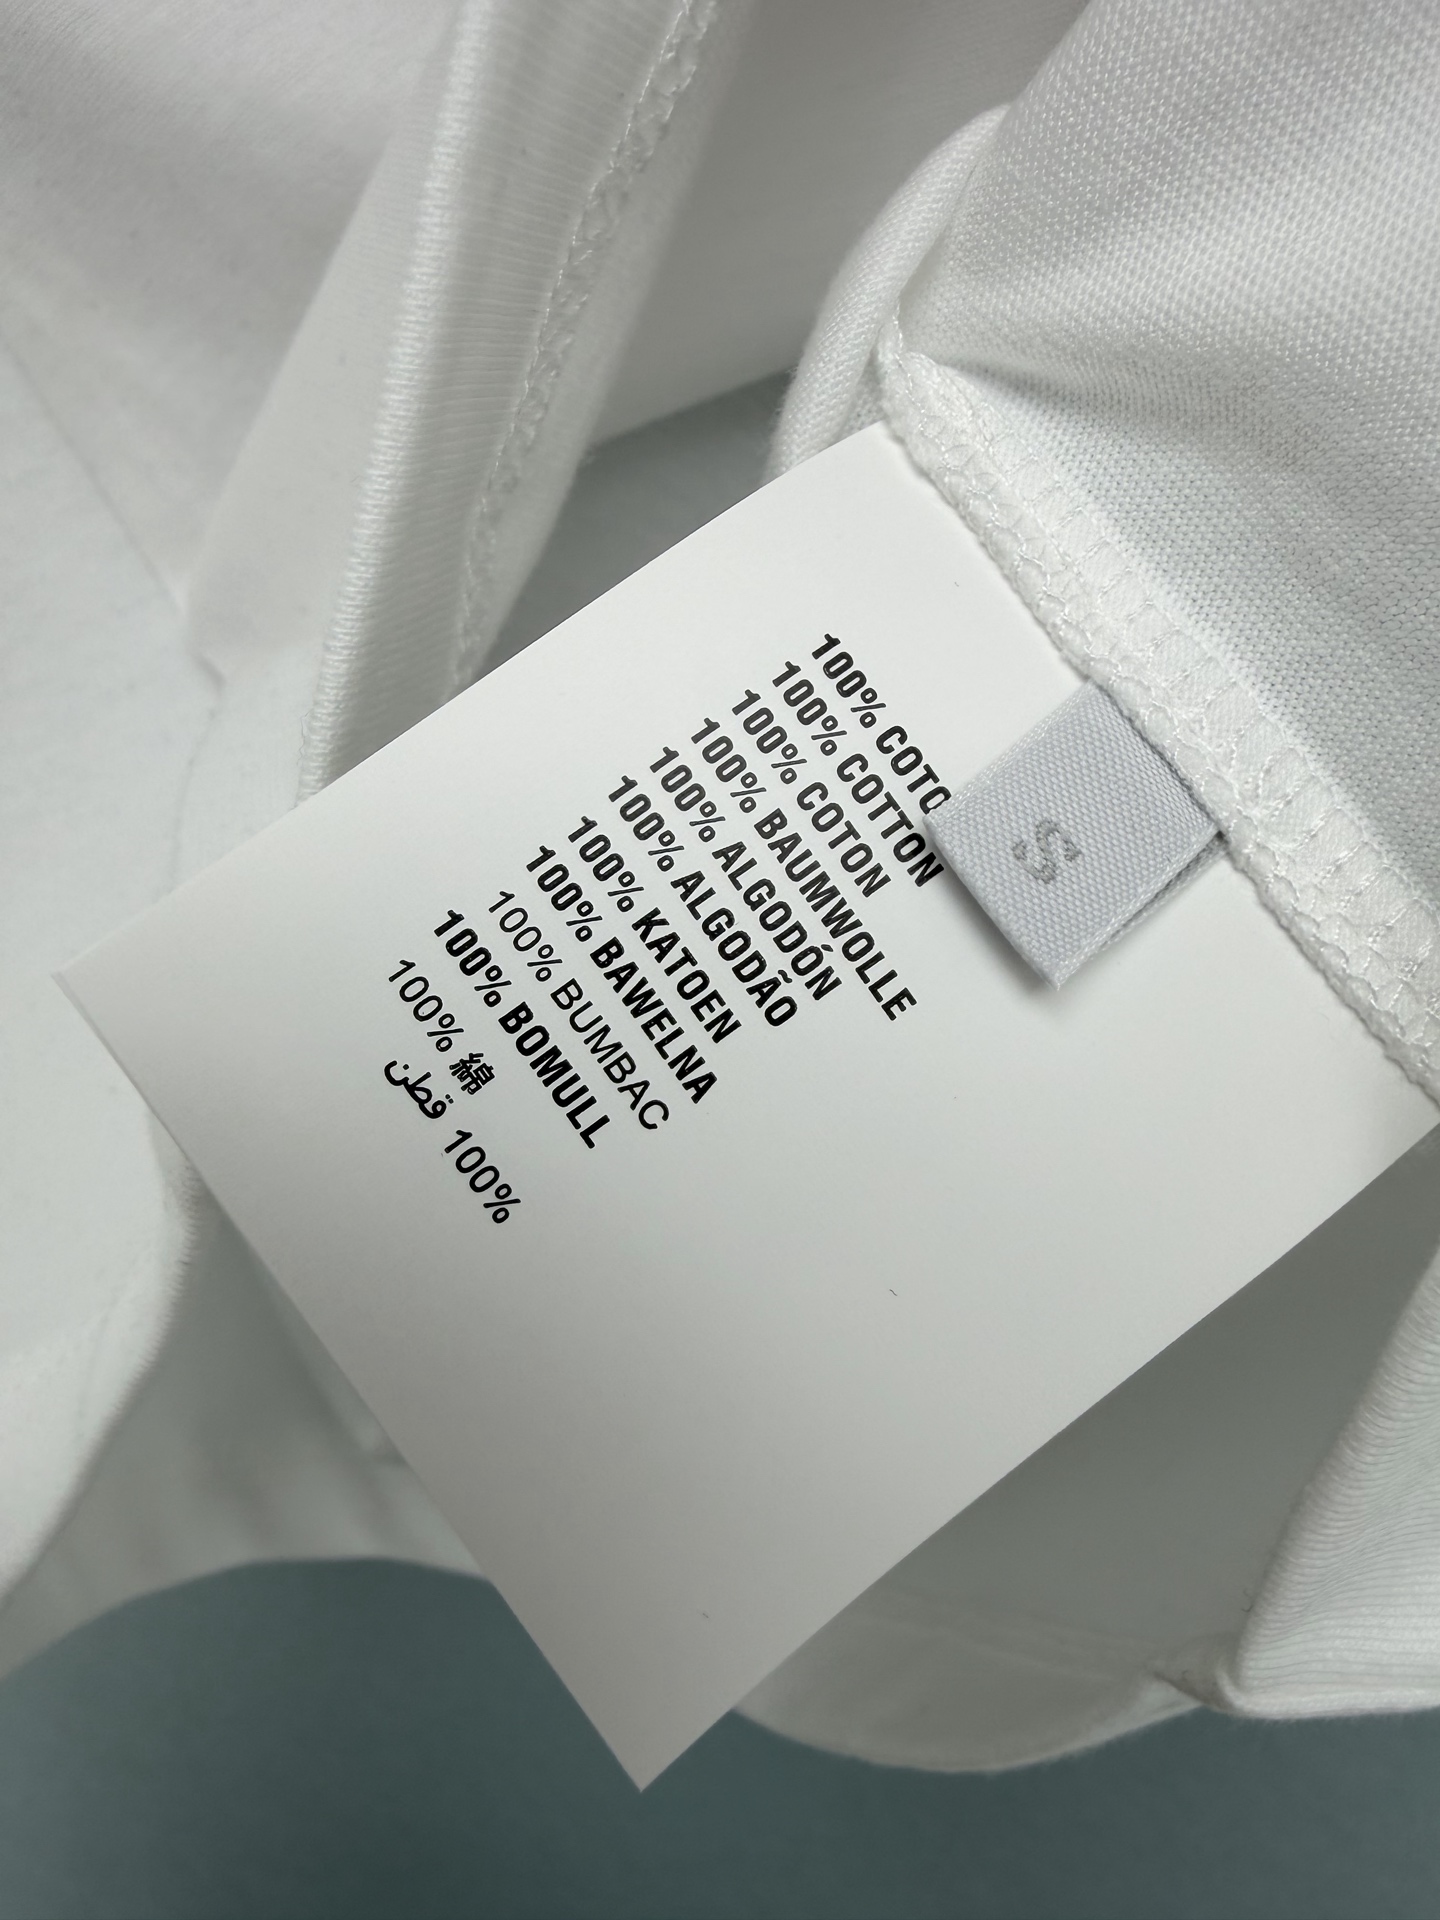 100% COTO
100% COTTON
100% COTON
100% BAUMWOLLE
100% ALGODÓN
100% ALGODÃO
100% KATOEN
100% BAWELNA
100% BUMBAC
100% BOMULL
100% 綿
100% قطن
S